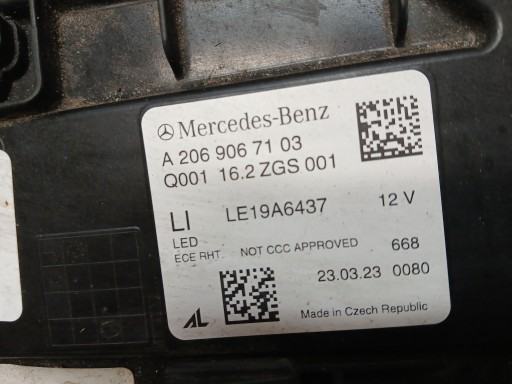 Mercedes-Benz
A 206 906 71 03
Q001 16.2 ZGS 001
LI LE19A6437 12 V
LED
ECE RHT. NOT CCC APPROVED 668
23.03.23 0080
AL Made in Czech Republic